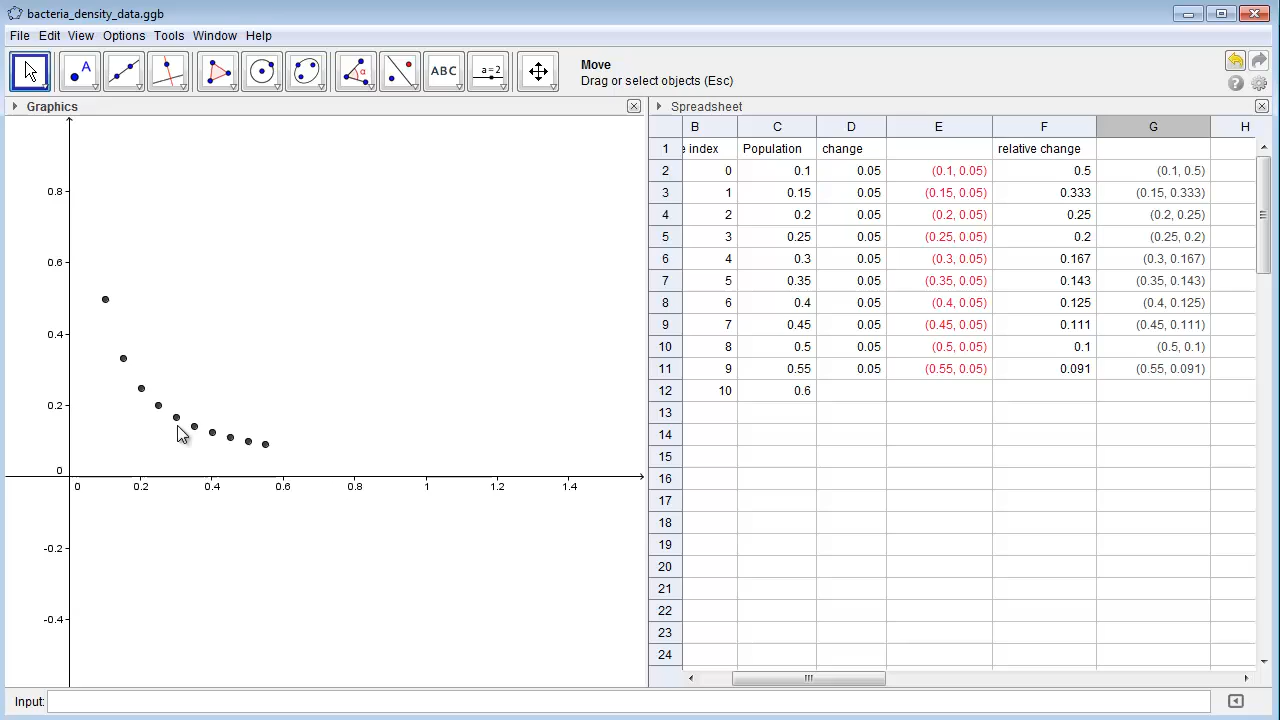 bacteria_density_data.ggb
File Edit View Options Tools Window Help
A
α
ABC
a=2
Move
Drag or select objects (Esc)
Graphics
0.8
0.6
0.4
0.2
0
0 0.2 0.4 0.6 0.8 1 1.2 1.4
-0.2
-0.4
Spreadsheet
B C D E F G H
1 e index Population change relative change
2 0 0.1 0.05 (0.1, 0.05) 0.5 (0.1, 0.5)
3 1 0.15 0.05 (0.15, 0.05) 0.333 (0.15, 0.333)
4 2 0.2 0.05 (0.2, 0.05) 0.25 (0.2, 0.25)
5 3 0.25 0.05 (0.25, 0.05) 0.2 (0.25, 0.2)
6 4 0.3 0.05 (0.3, 0.05) 0.167 (0.3, 0.167)
7 5 0.35 0.05 (0.35, 0.05) 0.143 (0.35, 0.143)
8 6 0.4 0.05 (0.4, 0.05) 0.125 (0.4, 0.125)
9 7 0.45 0.05 (0.45, 0.05) 0.111 (0.45, 0.111)
10 8 0.5 0.05 (0.5, 0.05) 0.1 (0.5, 0.1)
11 9 0.55 0.05 (0.55, 0.05) 0.091 (0.55, 0.091)
12 10 0.6
13
14
15
16
17
18
19
20
21
22
23
24
Input: